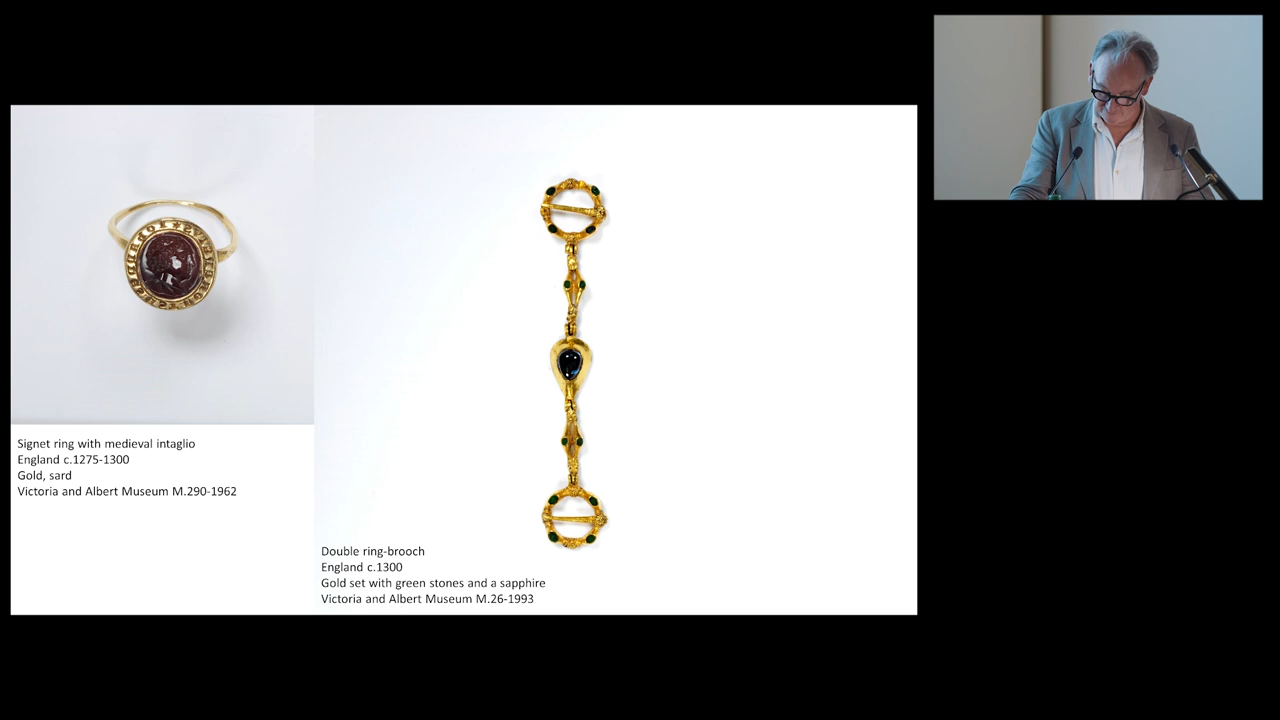 Signet ring with medieval intaglio
England c.1275-1300
Gold, sard
Victoria and Albert Museum M.290-1962
Double ring-brooch
England c.1300
Gold set with green stones and a sapphire
Victoria and Albert Museum M.26-1993